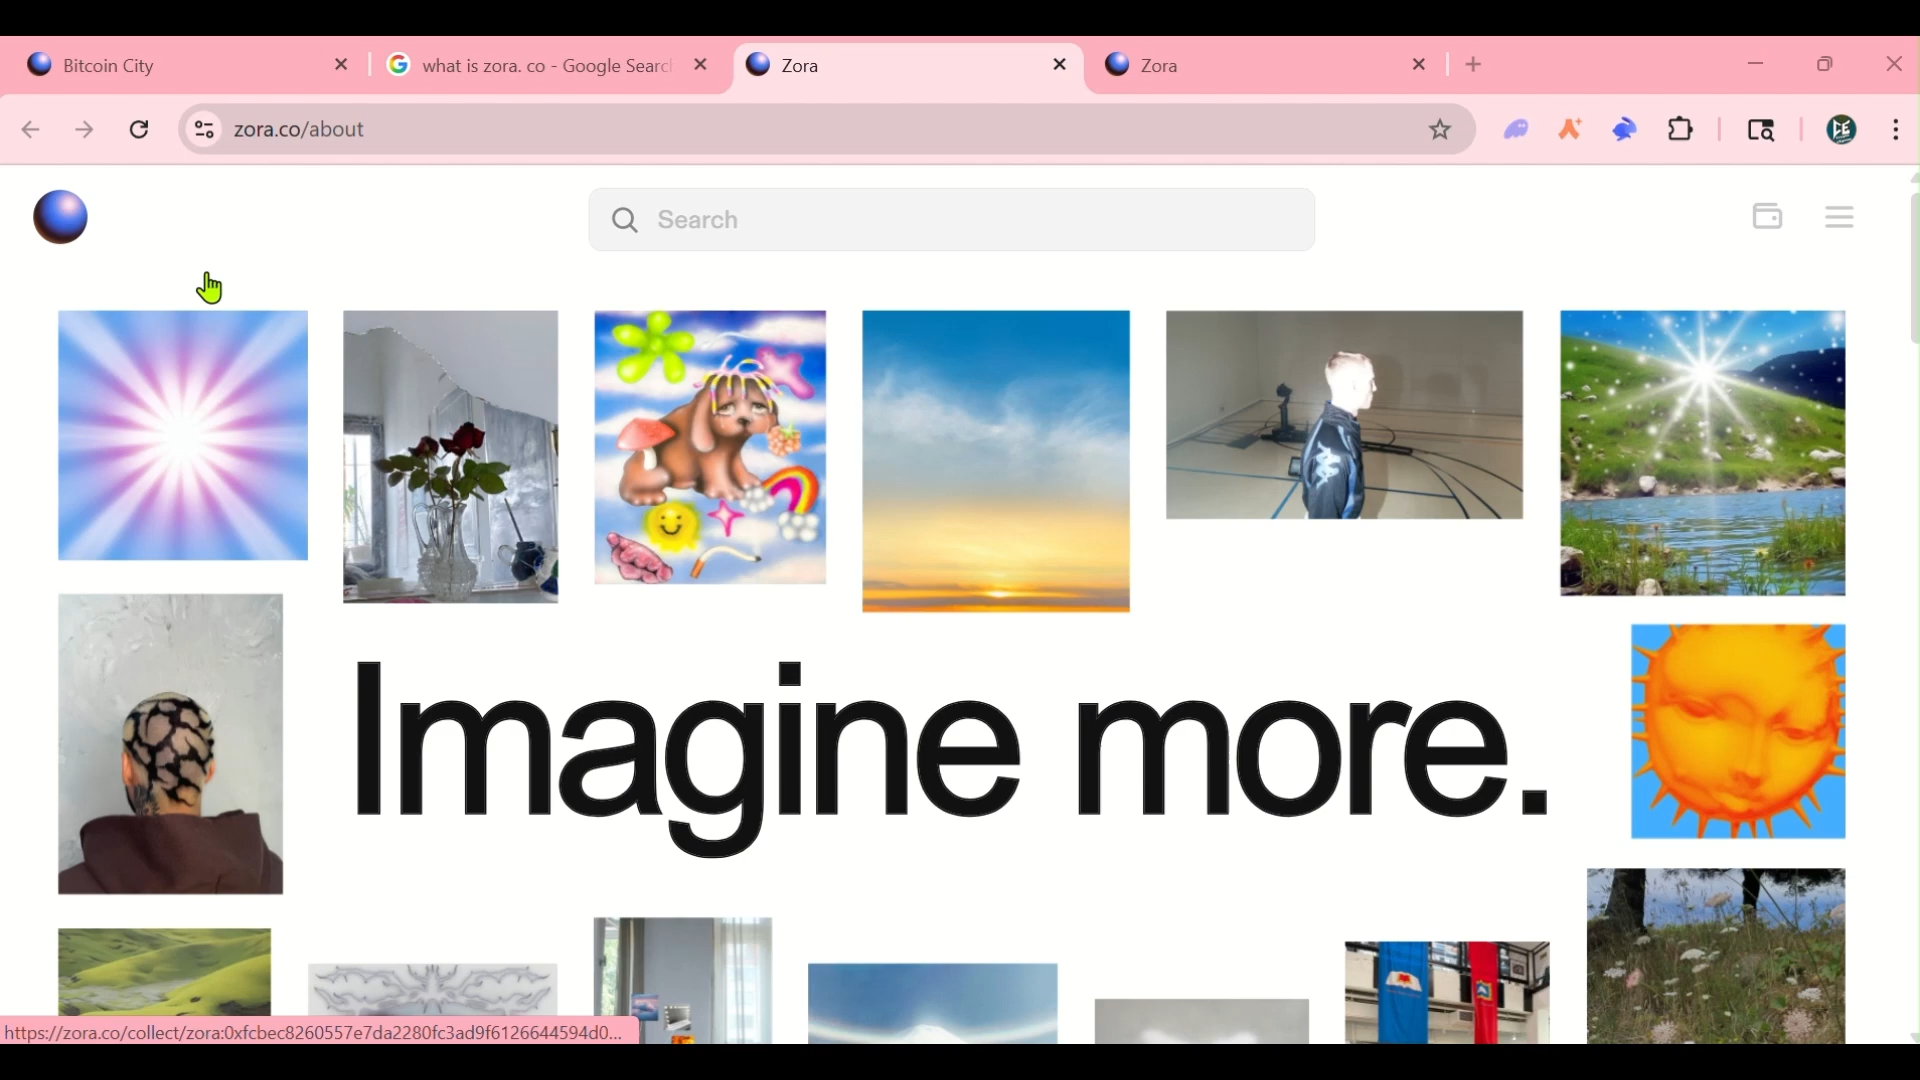 Bitcoin City
what is zora. co - Google Searc
Zora
Zora
zora.co/about
Search
Imagine more.
https://zora.co/collect/zora:0xfcbec8260557e7da2280fc3ad9f6126644594d0...